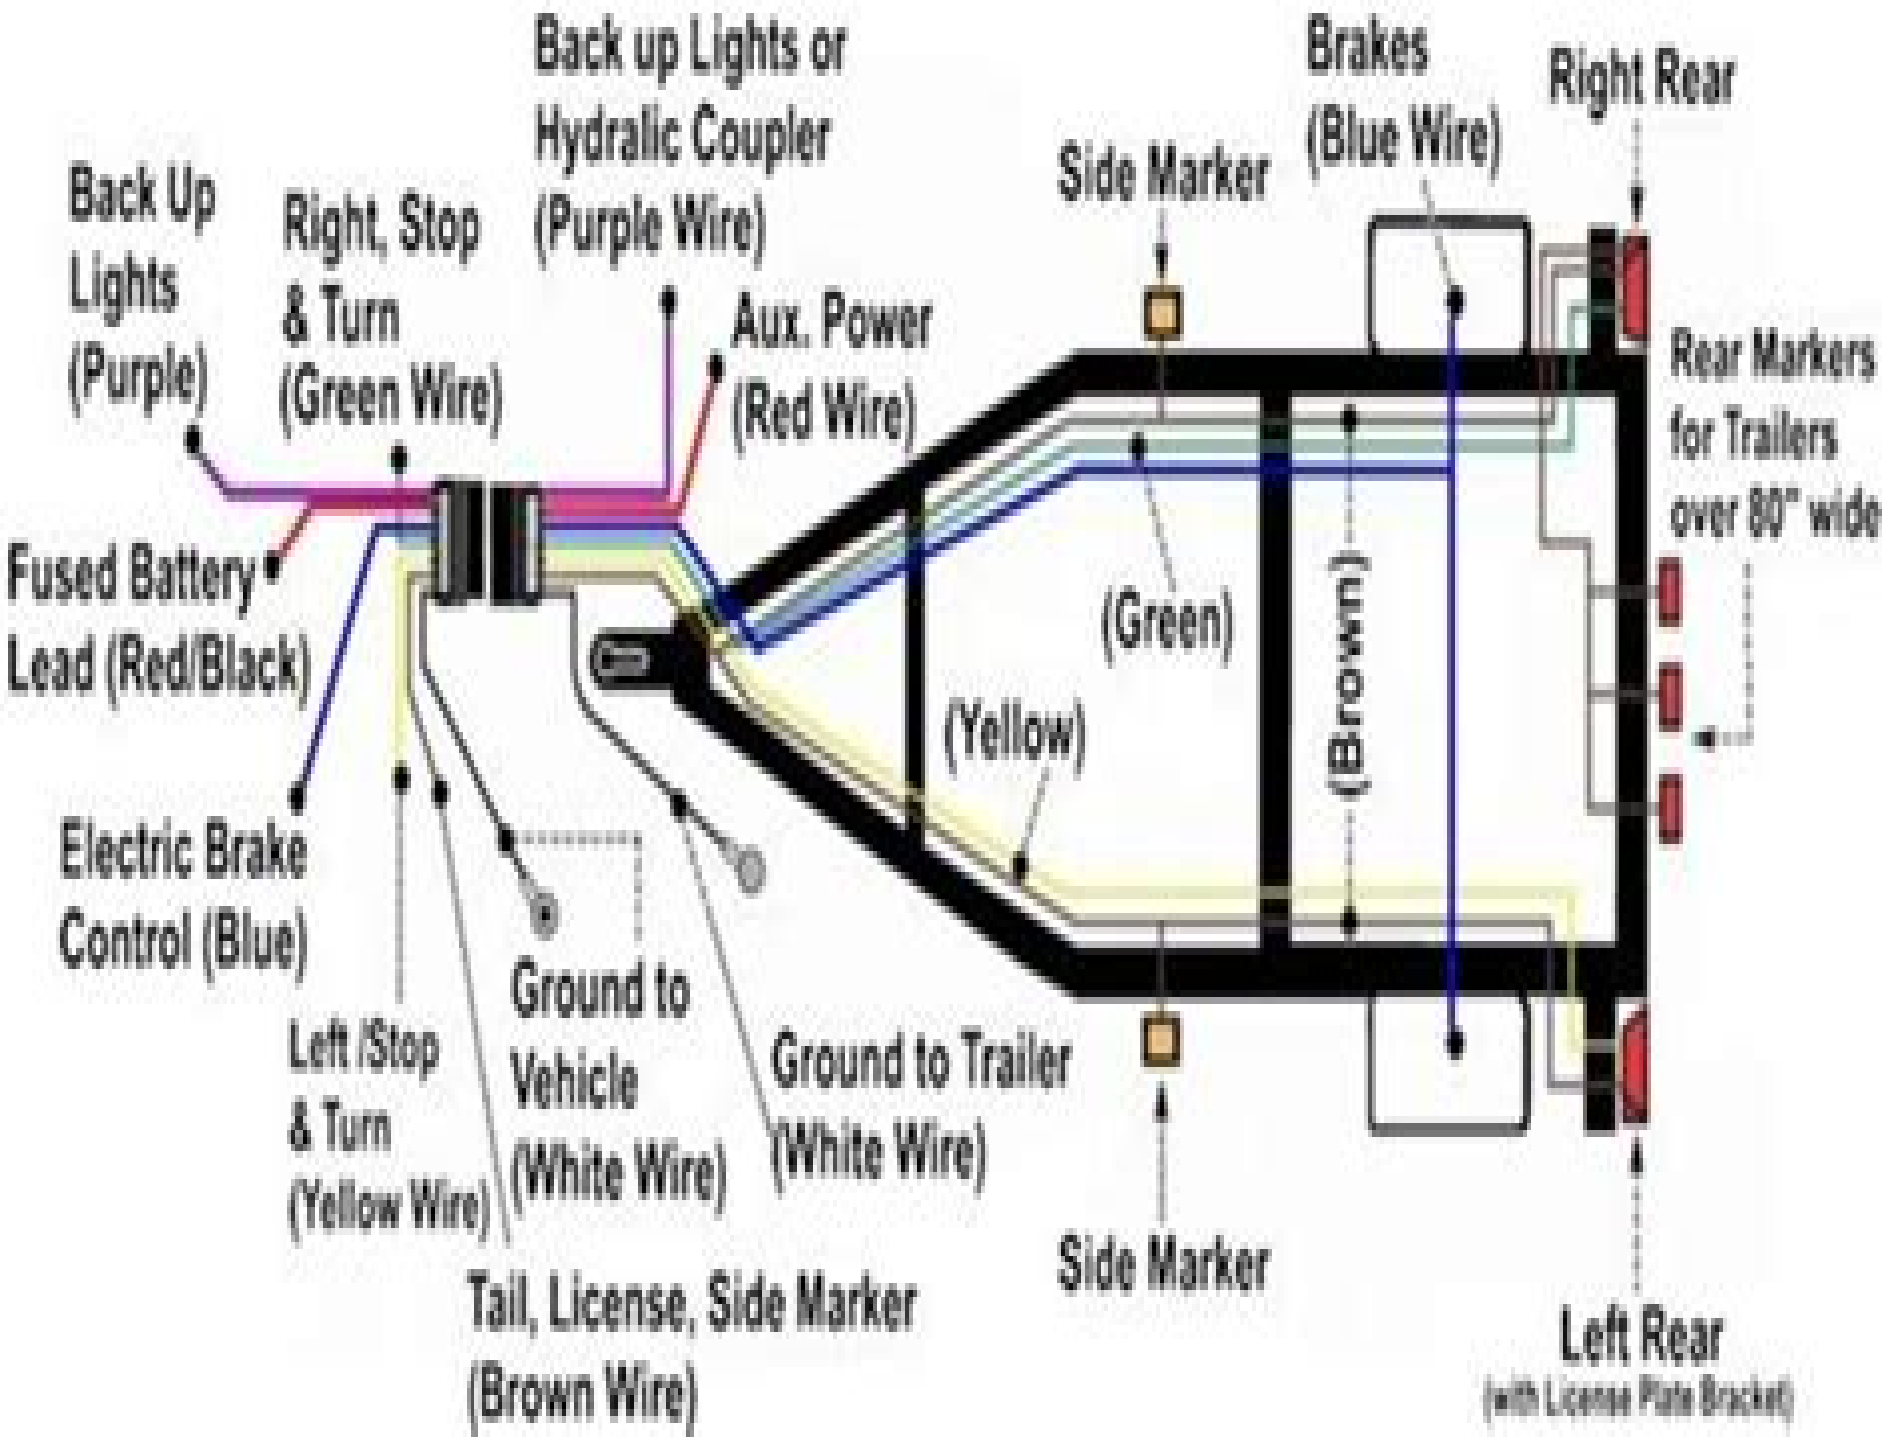 Back up Lights or
Hydralic Coupler
(Purple Wire)
Brakes
(Blue Wire)
Right Rear
Side Marker
Back Up
Lights
(Purple)
Right, Stop
& Turn
(Green Wire)
Aux. Power
(Red Wire)
Rear Markers
for Trailers
over 80" wide
Fused Battery
Lead (Red/Black)
(Green)
(Brown)
(Yellow)
Electric Brake
Control (Blue)
Left /Stop
& Turn
(Yellow Wire)
Ground to
Vehicle
(White Wire)
Ground to Trailer
(White Wire)
Side Marker
Tail, License, Side Marker
(Brown Wire)
Left Rear
(with License Plate Bracket)